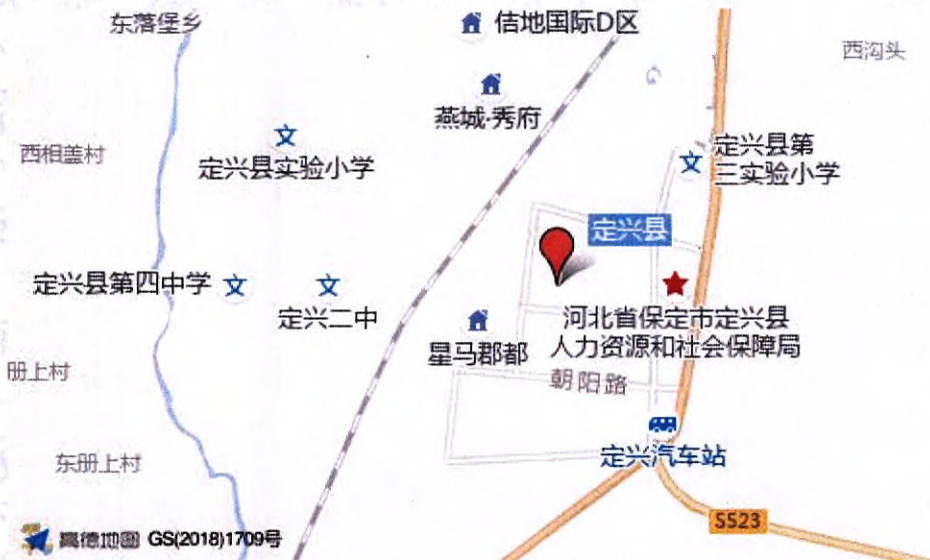 东落堡乡
佶地国际D区
西沟头
燕城·秀府
西相盖村
定兴县实验小学
定兴县第
三实验小学
定兴县
定兴县第四中学
定兴二中
河北省保定市定兴县
人力资源和社会保障局
星马郡都
册上村
朝阳路
东册上村
定兴汽车站
S523
高德地图 GS(2018)1709号